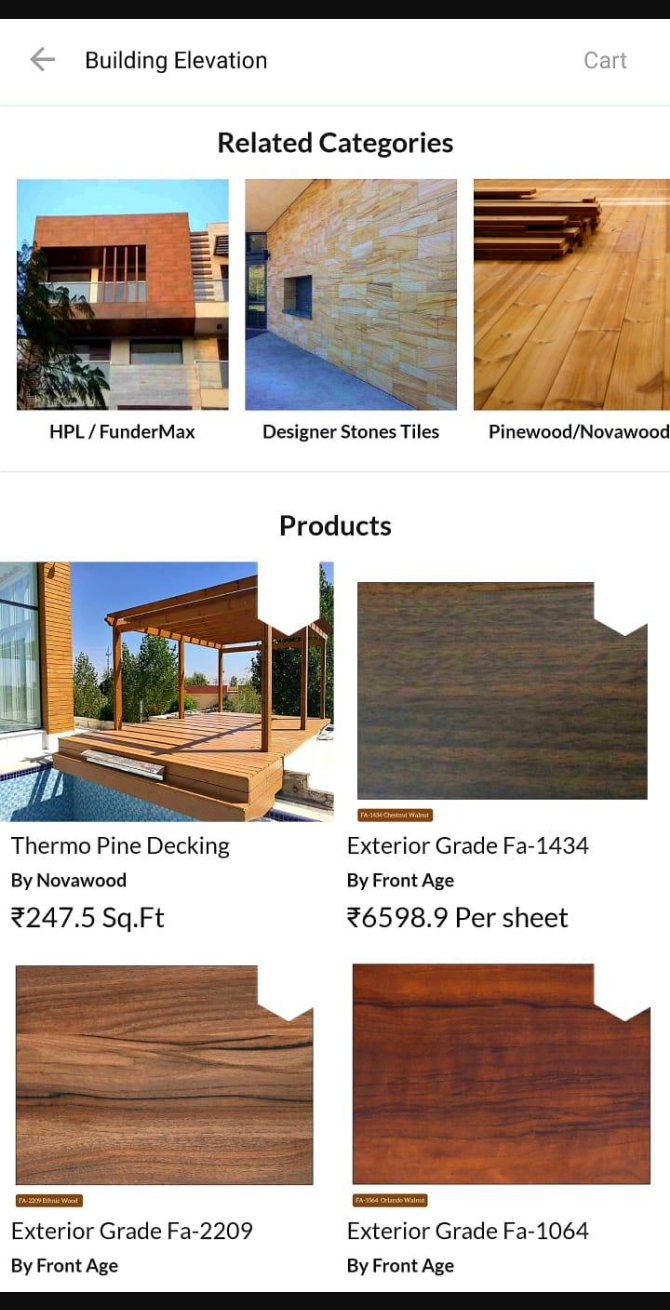 Building Elevation
Cart
Related Categories
HPL / FunderMax
Designer Stones Tiles
Pinewood/Novawood
Products
FA-1434 Chestnut Walnut
Thermo Pine Decking
Exterior Grade Fa-1434
By Novawood
By Front Age
₹247.5 Sq.Ft
₹6598.9 Per sheet
FA-2209 Ethnic Wood
FA-1064 Orlando Walnut
Exterior Grade Fa-2209
Exterior Grade Fa-1064
By Front Age
By Front Age